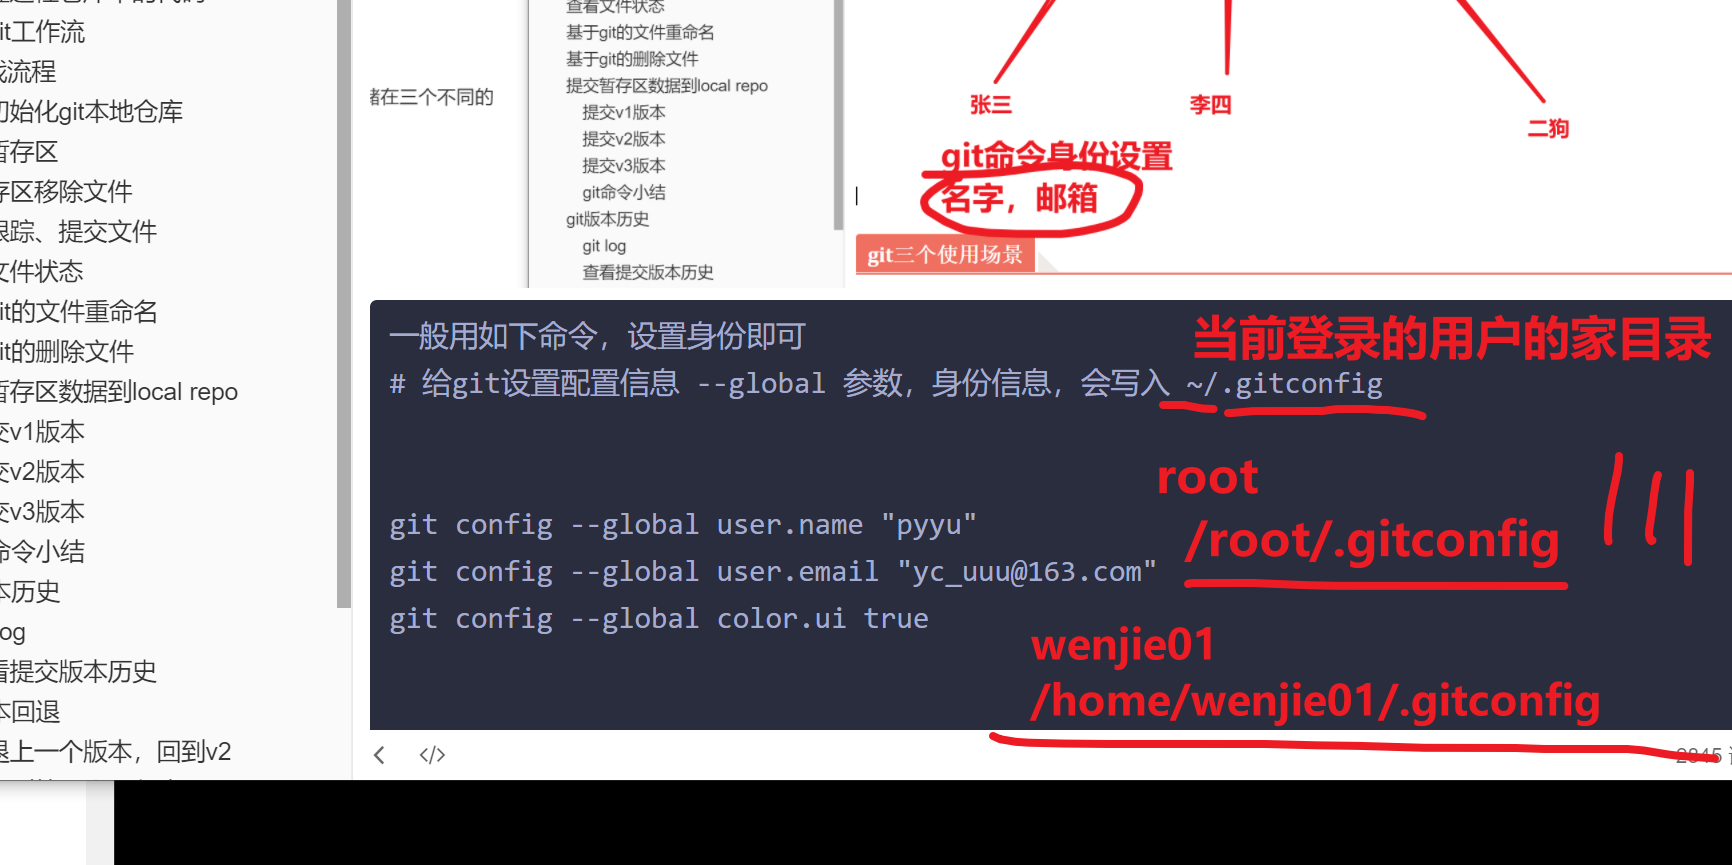 it工作流
流程
始化git本地仓库
暂存区
存区移除文件
跟踪、提交文件
文件状态
it的文件重命名
it的删除文件
暂存区数据到local repo
交v1版本
交v2版本
交v3版本
命令小结
本历史
og
看提交版本历史
本回退
退上一个版本，回到v2
储在三个不同的
查看文件状态
基于git的文件重命名
基于git的删除文件
提交暂存区数据到local repo
提交v1版本
提交v2版本
提交v3版本
git命令小结
git版本历史
git log
查看提交版本历史
张三
李四
二狗
git命令身份设置
名字，邮箱
git三个使用场景
一般用如下命令，设置身份即可
当前登录的用户的家目录
# 给git设置配置信息 --global 参数，身份信息，会写入 ~/.gitconfig
root
git config --global user.name "pyyu"
/root/.gitconfig
git config --global user.email "yc_uuu@163.com"
git config --global color.ui true
wenjie01
/home/wenjie01/.gitconfig
</>
2845